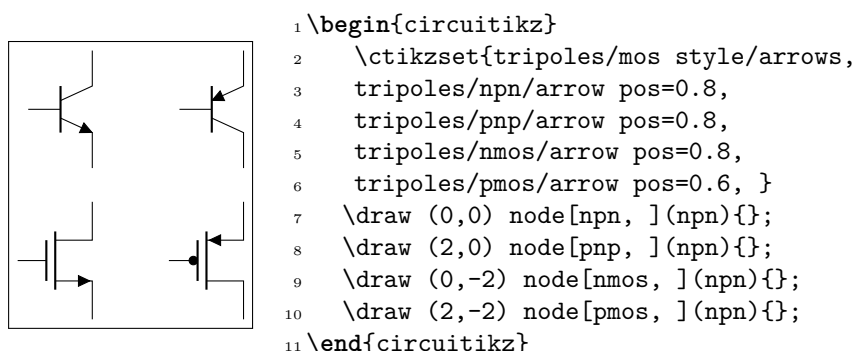 1 \begin{circuitikz}
2 \ctikzset{tripoles/mos style/arrows,
3 tripoles/npn/arrow pos=0.8,
4 tripoles/pnp/arrow pos=0.8,
5 tripoles/nmos/arrow pos=0.8,
6 tripoles/pmos/arrow pos=0.6, }
7 \draw (0,0) node[npn, ](npn){};
8 \draw (2,0) node[pnp, ](npn){};
9 \draw (0,-2) node[nmos, ](npn){};
10 \draw (2,-2) node[pmos, ](npn){};
11 \end{circuitikz}